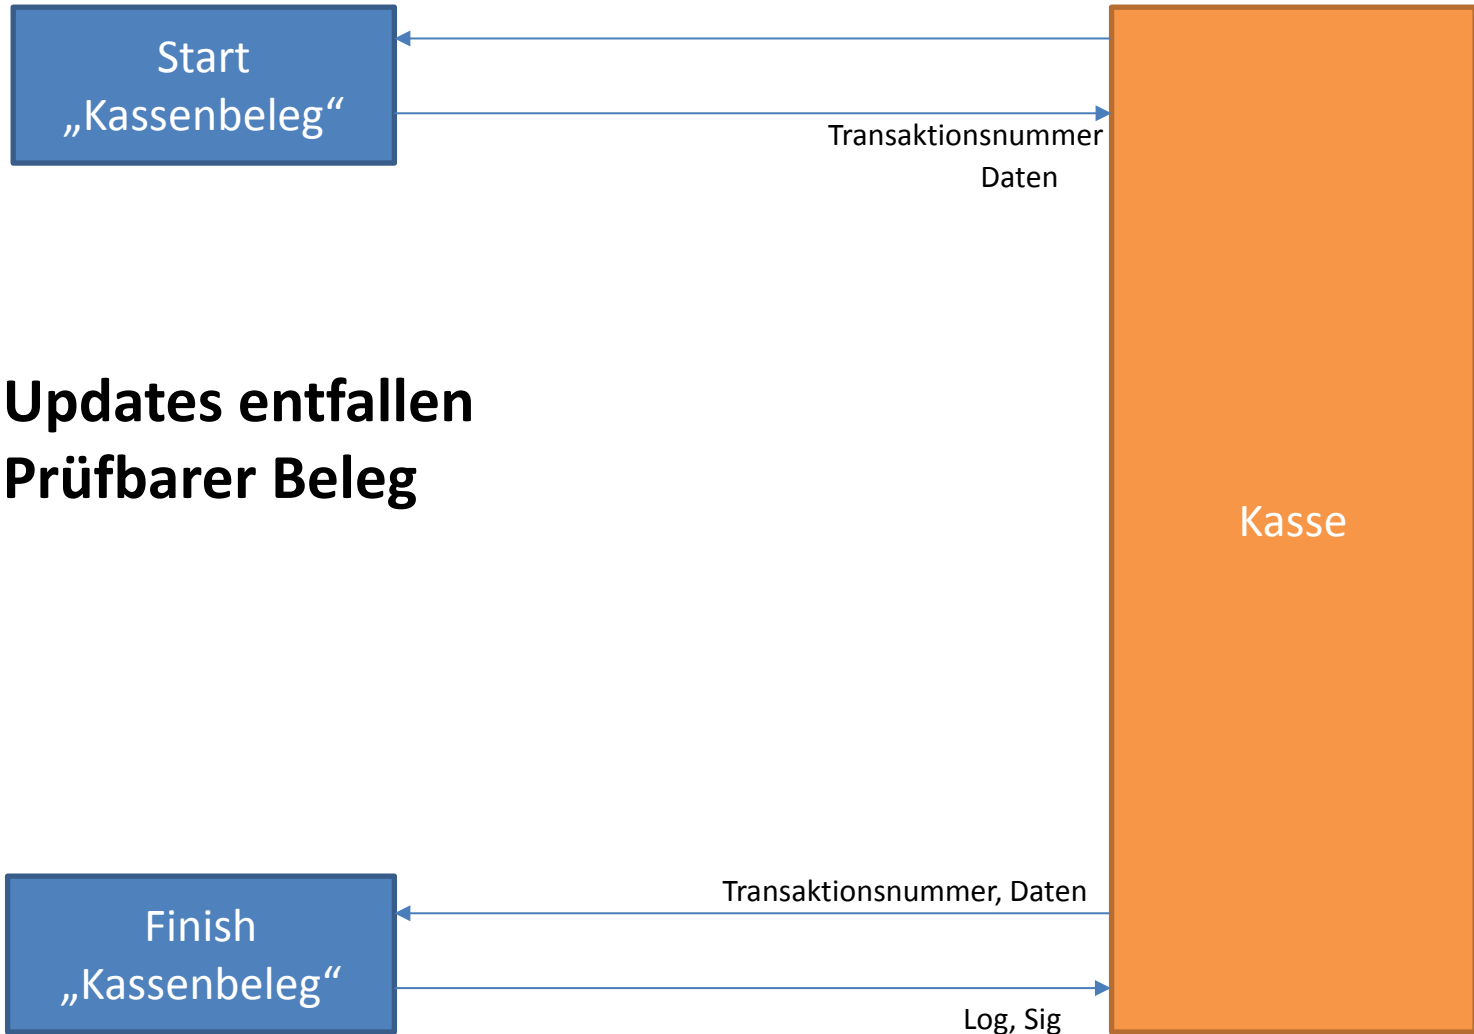 Start
„Kassenbeleg“
Transaktionsnummer
Daten
Updates entfallen
Prüfbarer Beleg
Kasse
Transaktionsnummer, Daten
Finish
„Kassenbeleg“
Log, Sig